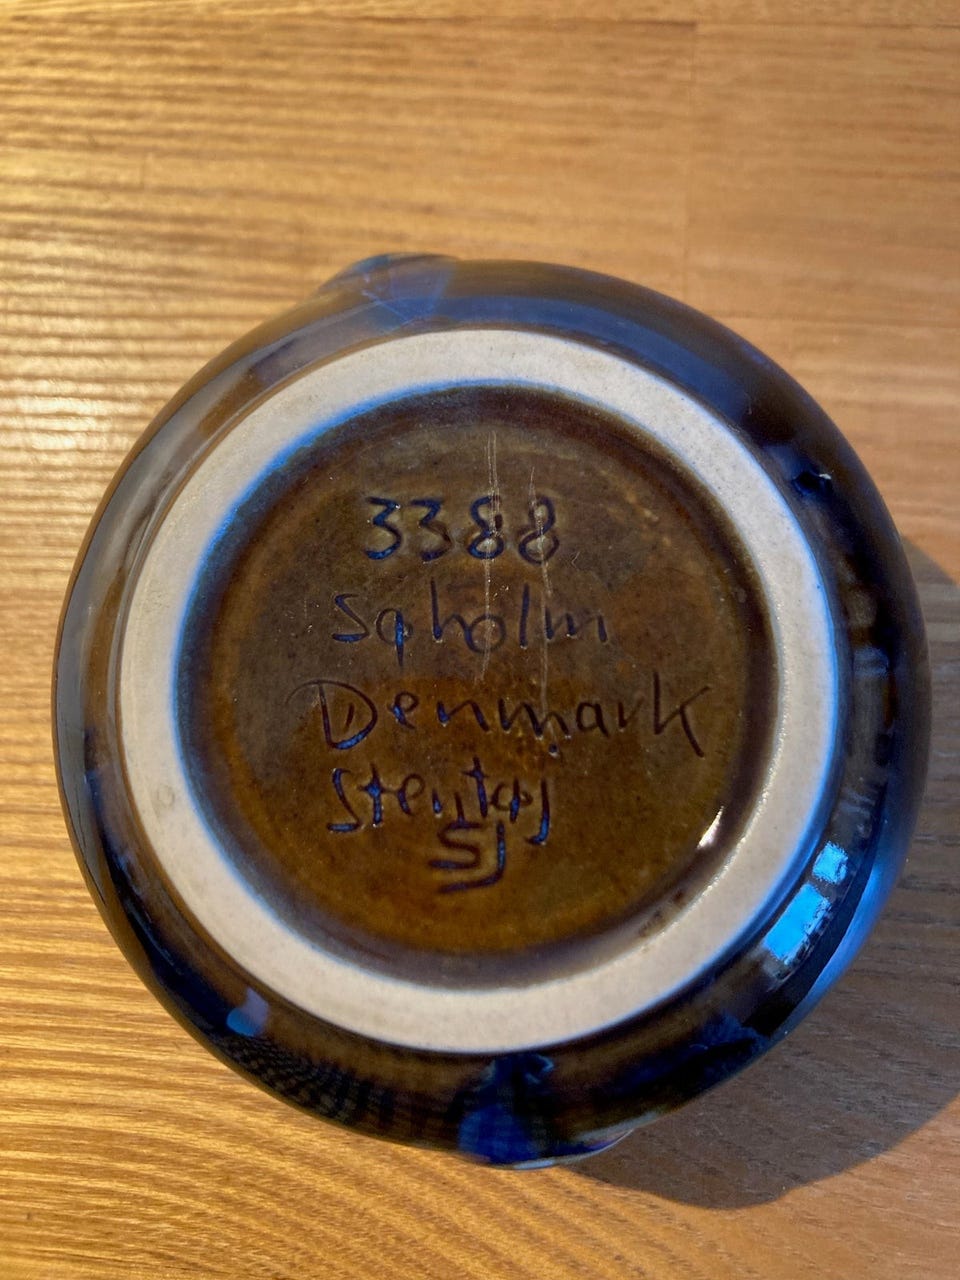 3388
Søholm
Denmark
Stentøj
SJ